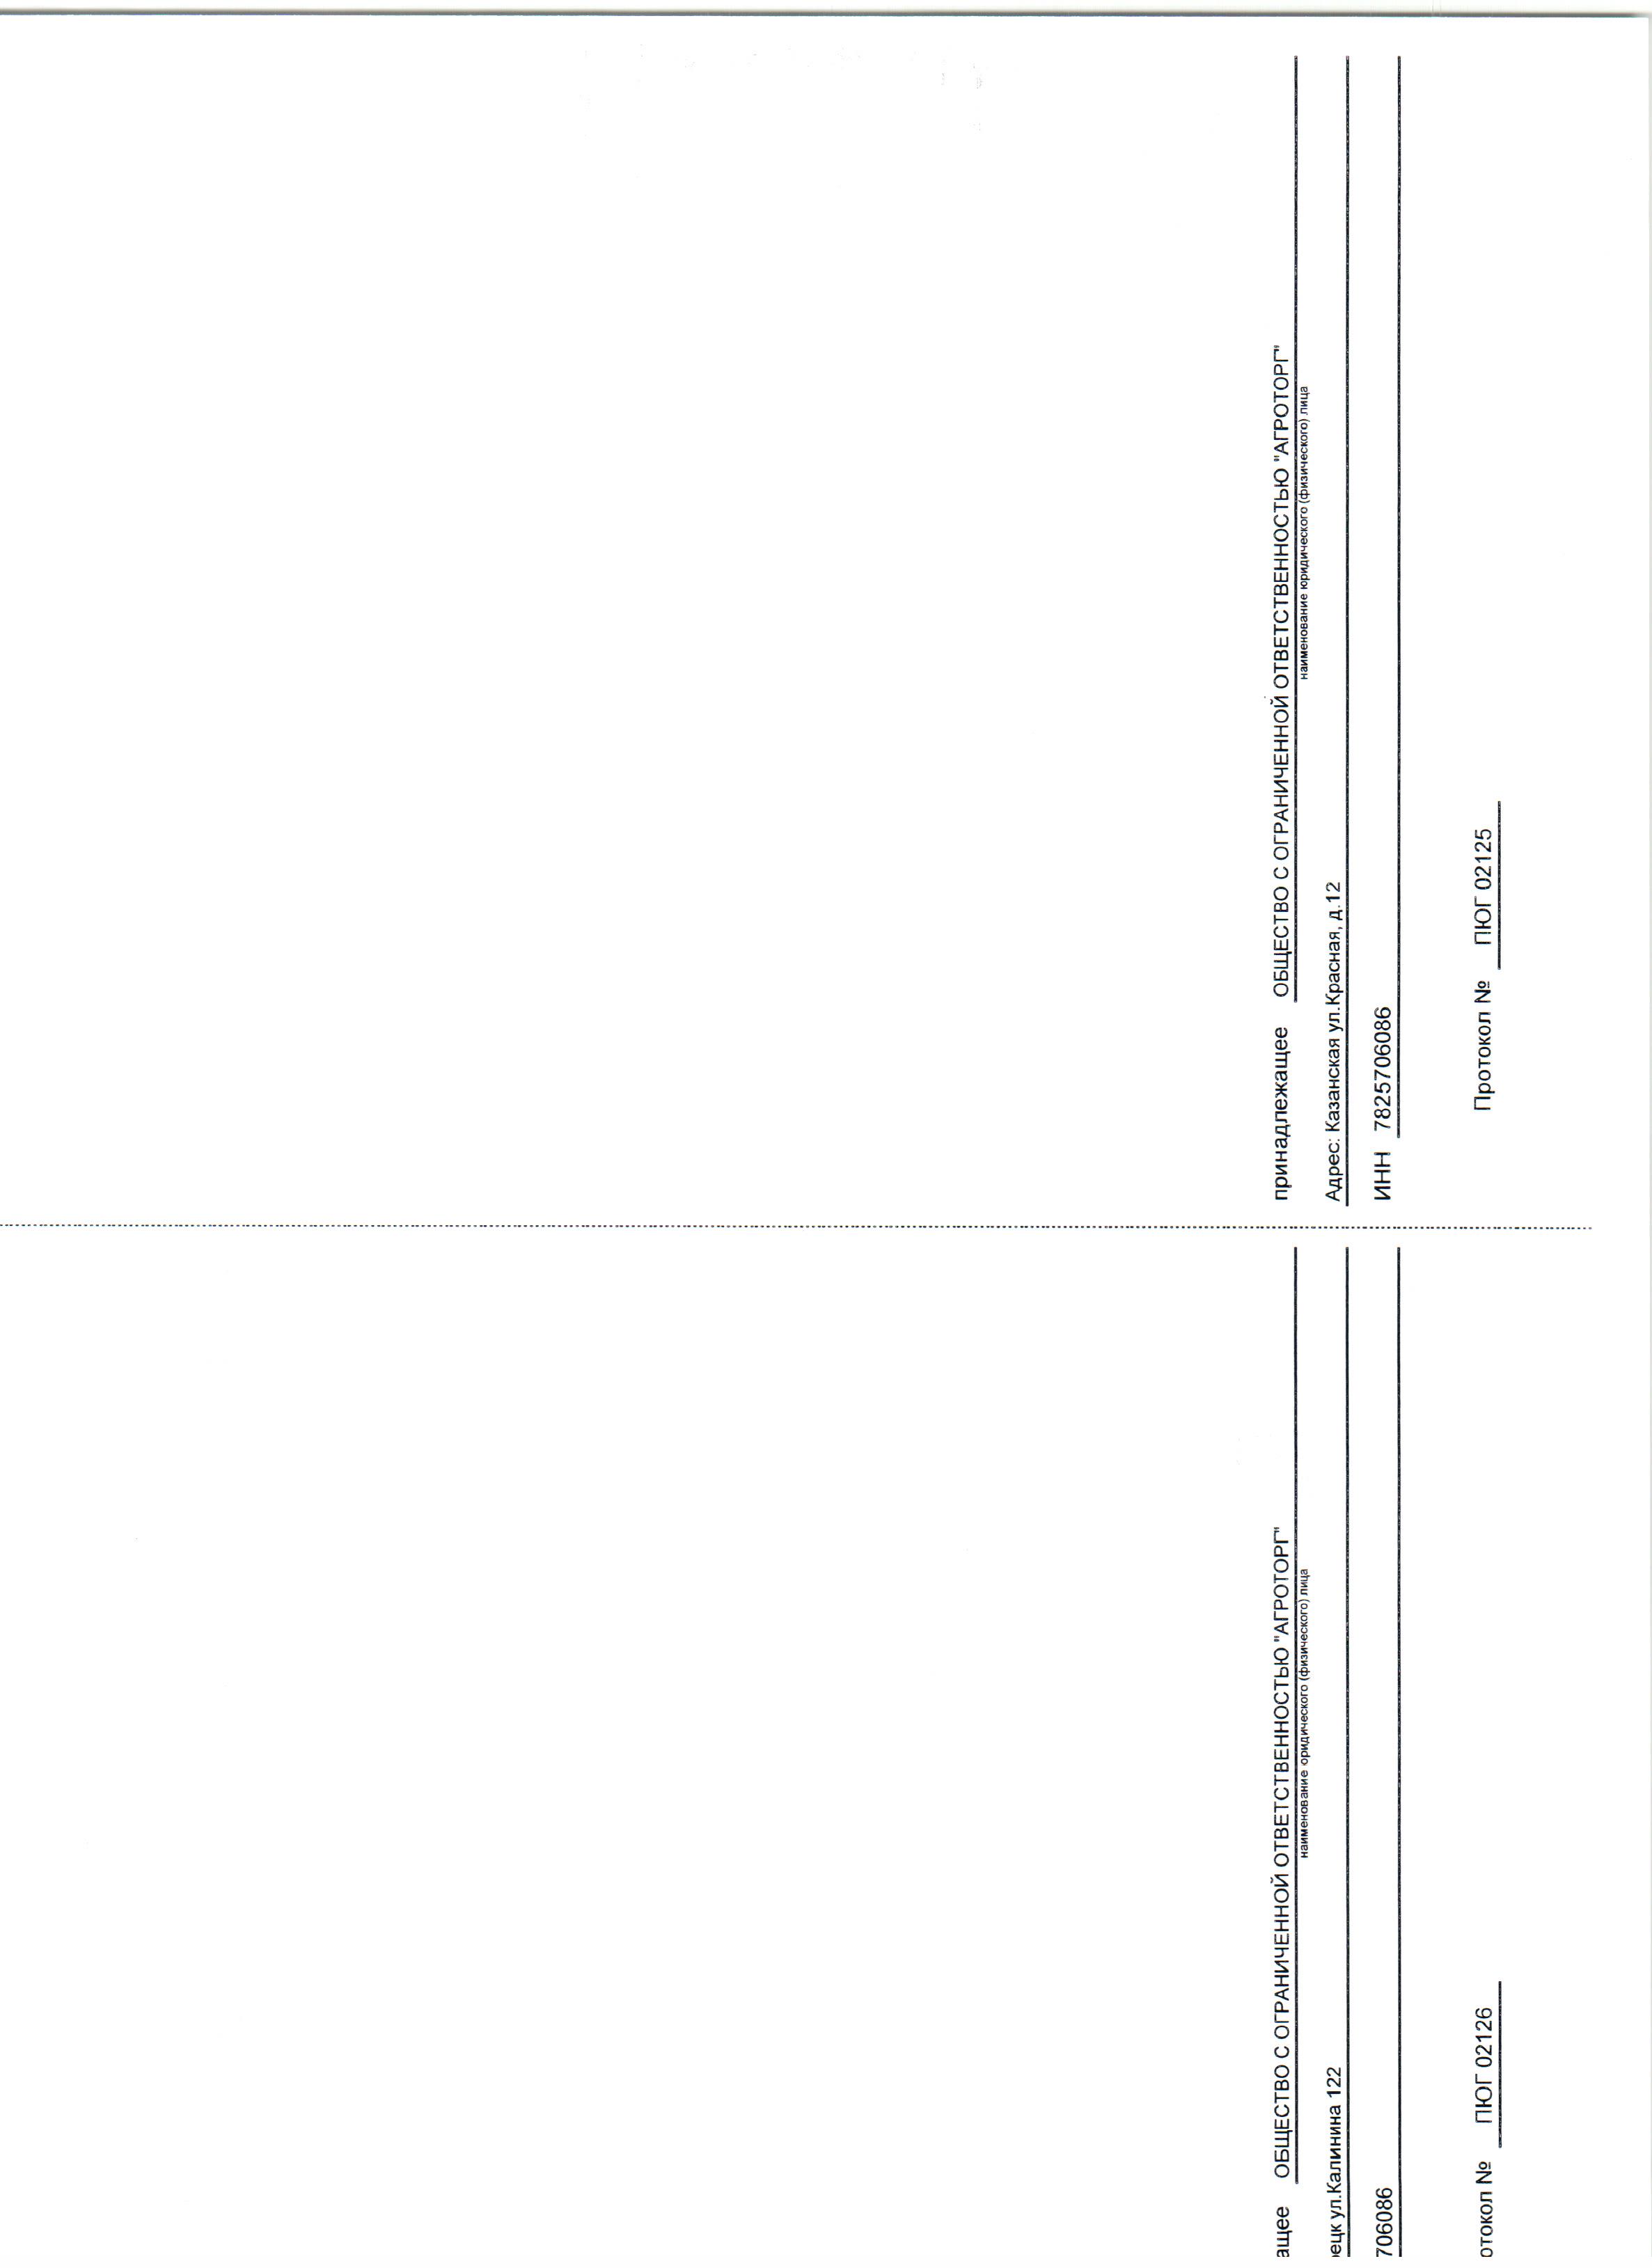 принадлежащее ОБЩЕСТВО С ОГРАНИЧЕННОЙ ОТВЕТСТВЕННОСТЬЮ "АГРОТОРГ"
наименование юридического (физического) лица
Адрес: Казанская ул.Красная, д.12
ИНН 7825706086
Протокол № ПЮГ 02125
ащее ОБЩЕСТВО С ОГРАНИЧЕННОЙ ОТВЕТСТВЕННОСТЬЮ "АГРОТОРГ"
наименование юридического (физического) лица
рецк ул.Калинина 122
706086
отокол № ПЮГ 02126